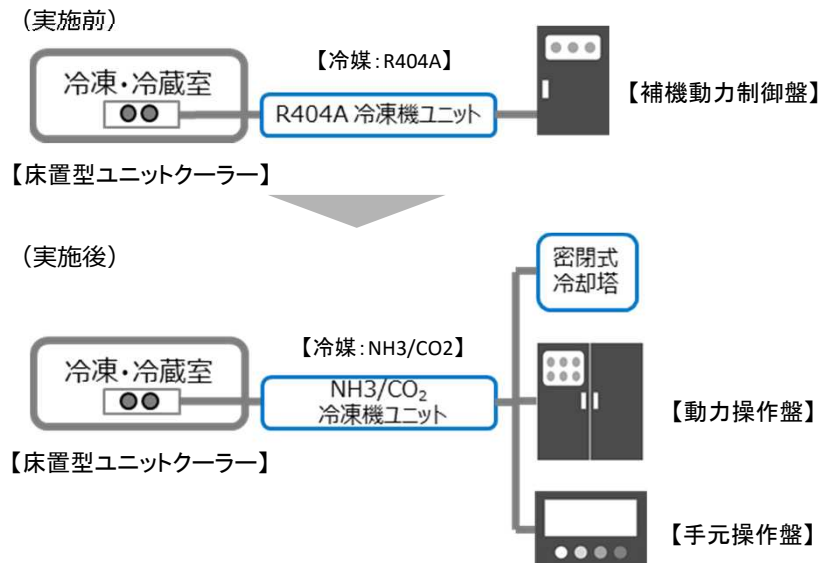 （実施前）
【冷媒：R404A】
冷凍・冷蔵室
R404A 冷凍機ユニット
【補機動力制御盤】
【床置型ユニットクーラー】
（実施後）
密閉式
冷却塔
【冷媒：NH3/CO2】
冷凍・冷蔵室
NH3/CO₂
冷凍機ユニット
【動力操作盤】
【床置型ユニットクーラー】
【手元操作盤】